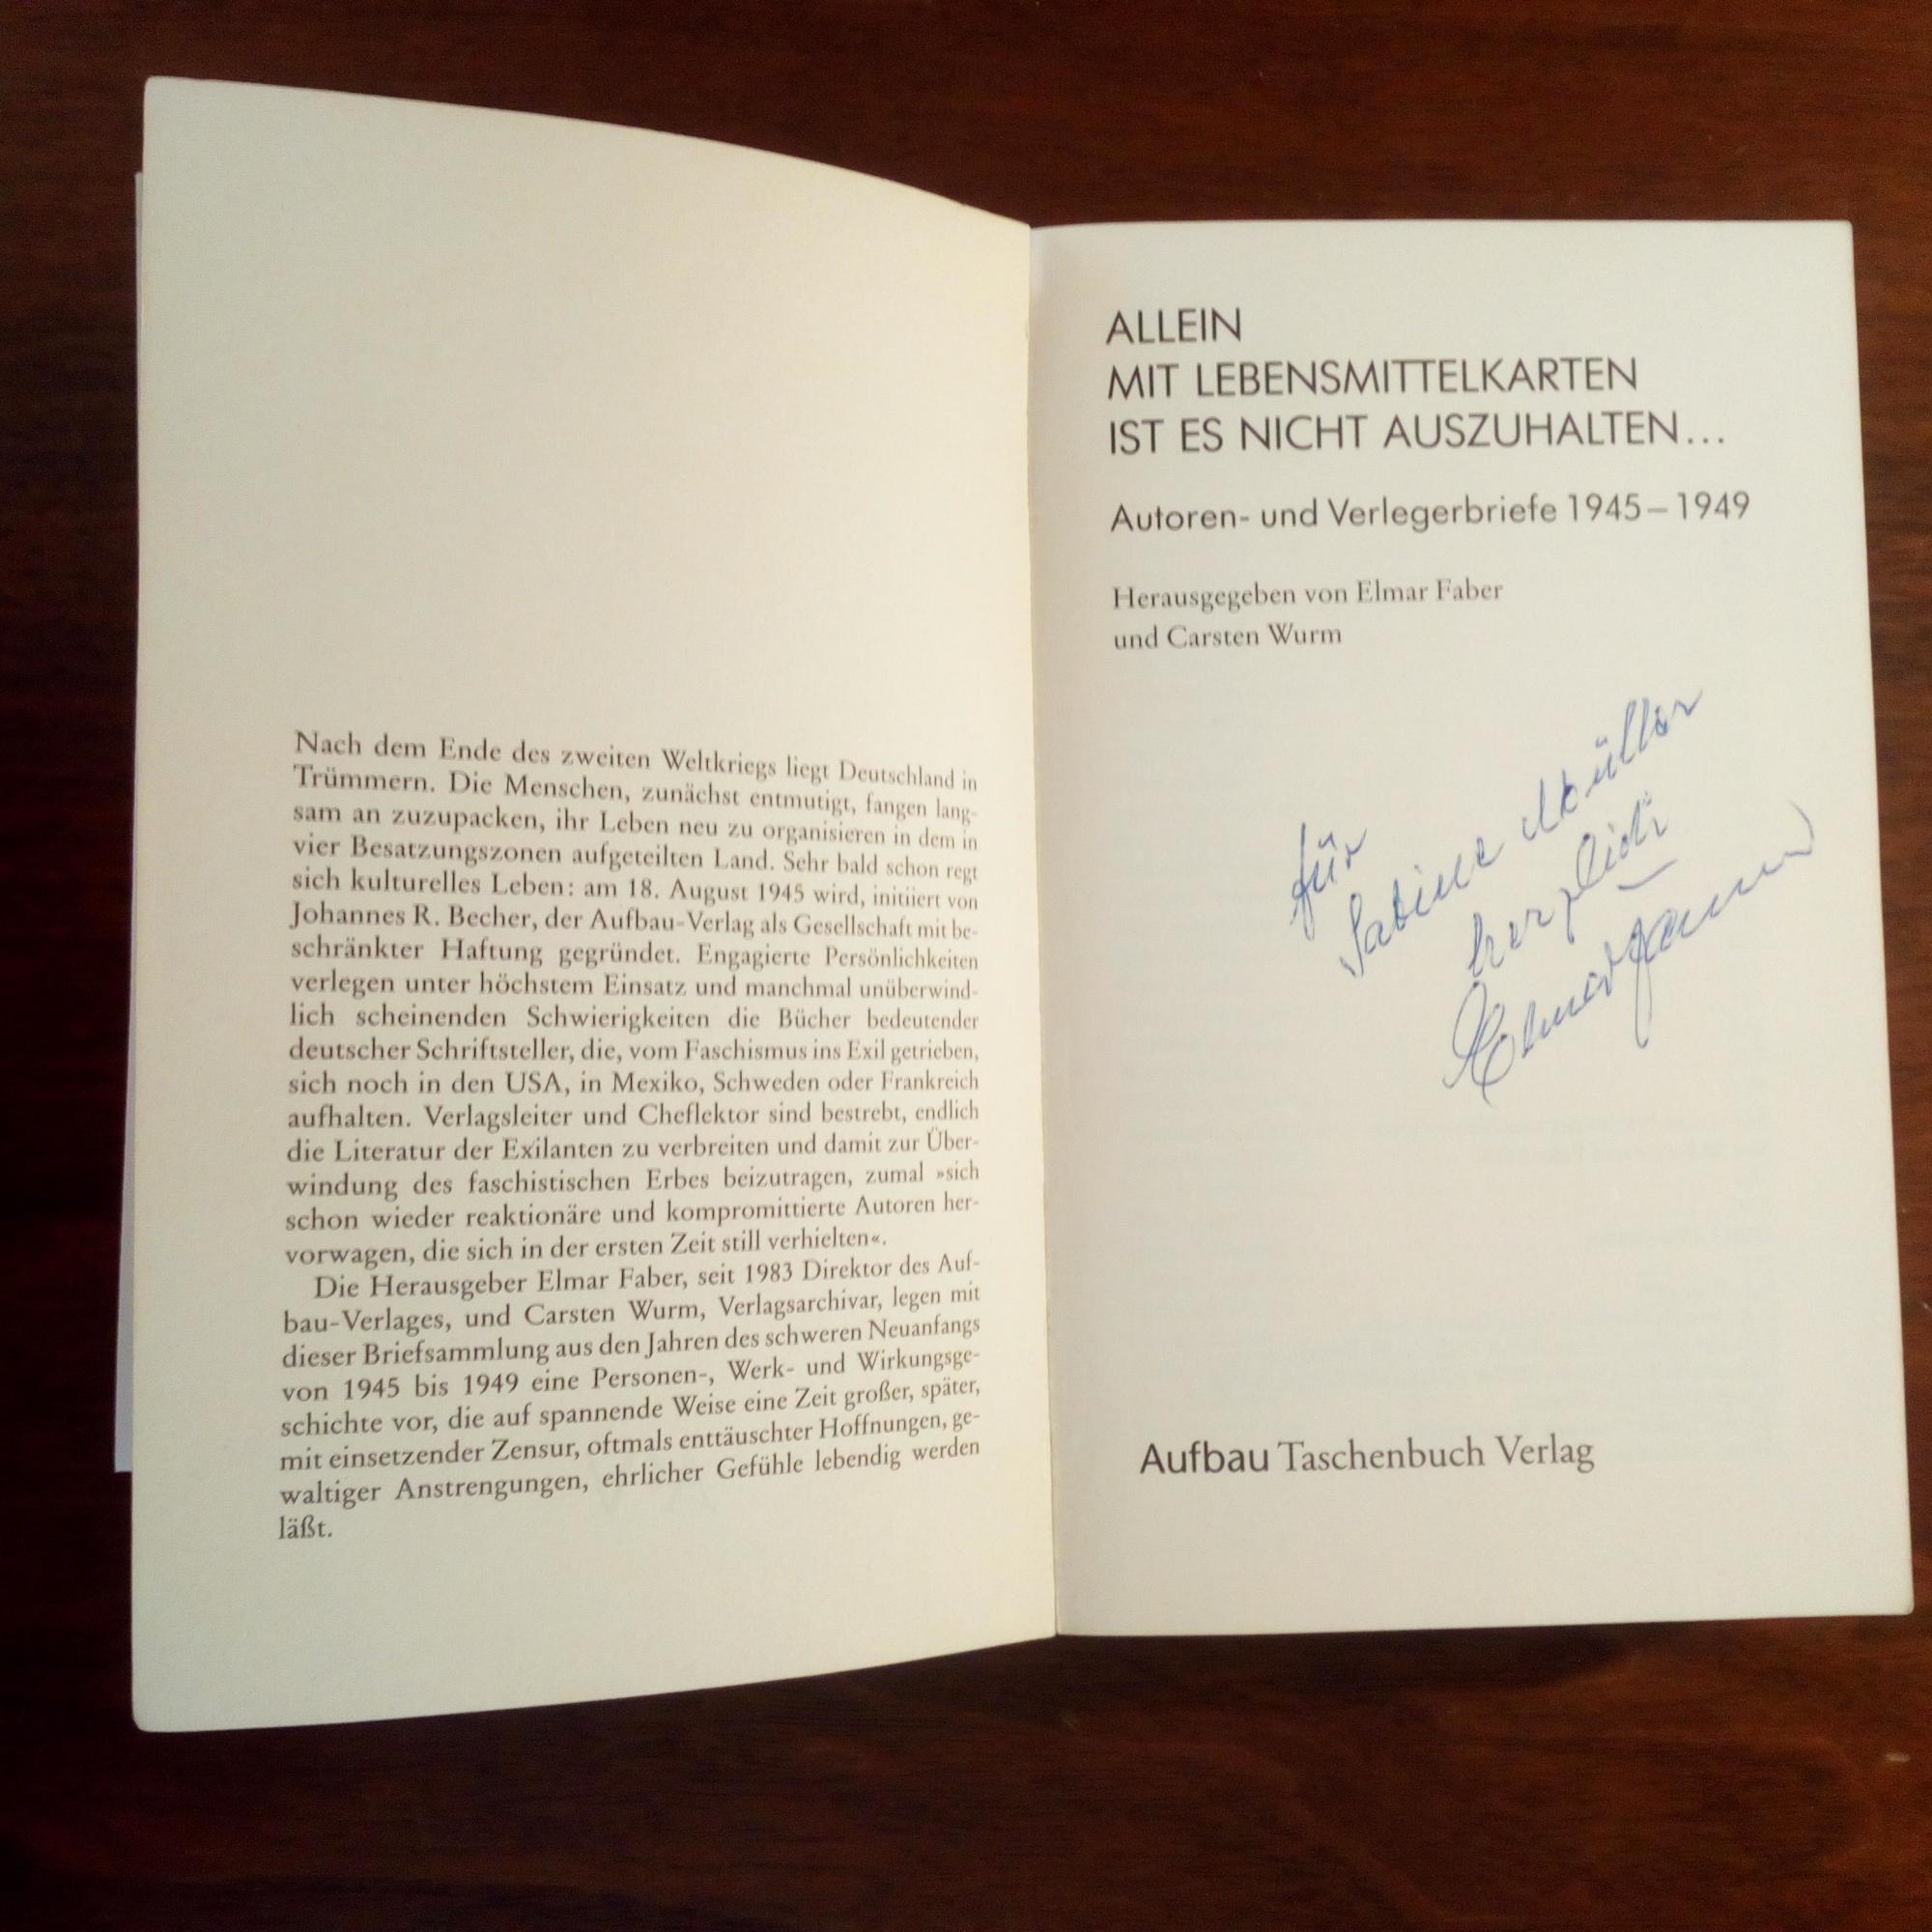 Nach dem Ende des zweiten Weltkriegs liegt Deutschland in
Trümmern. Die Menschen, zunächst entmutigt, fangen lang-
sam an zuzupacken, ihr Leben neu zu organisieren in dem in
vier Besatzungszonen aufgeteilten Land. Sehr bald schon regt
sich kulturelles Leben: am 18. August 1945 wird, initiiert von
Johannes R. Becher, der Aufbau-Verlag als Gesellschaft mit be-
schränkter Haftung gegründet. Engagierte Persönlichkeiten
verlegen unter höchstem Einsatz und manchmal unüberwind-
lich scheinenden Schwierigkeiten die Bücher bedeutender
deutscher Schriftsteller, die, vom Faschismus ins Exil getrieben,
sich noch in den USA, in Mexiko, Schweden oder Frankreich
aufhalten. Verlagsleiter und Cheflektor sind bestrebt, endlich
die Literatur der Exilanten zu verbreiten und damit zur Über-
windung des faschistischen Erbes beizutragen, zumal »sich
schon wieder reaktionäre und kompromittierte Autoren her-
vorwagen, die sich in der ersten Zeit still verhielten«.
Die Herausgeber Elmar Faber, seit 1983 Direktor des Auf-
bau-Verlages, und Carsten Wurm, Verlagsarchivar, legen mit
dieser Briefsammlung aus den Jahren des schweren Neuanfangs
von 1945 bis 1949 eine Personen-, Werk- und Wirkungsge-
schichte vor, die auf spannende Weise eine Zeit großer, später,
mit einsetzender Zensur, oftmals enttäuschter Hoffnungen, ge-
waltiger Anstrengungen, ehrlicher Gefühle lebendig werden
läßt.
ALLEIN
MIT LEBENSMITTELKARTEN
IST ES NICHT AUSZUHALTEN...
Autoren- und Verlegerbriefe 1945–1949
Herausgegeben von Elmar Faber
und Carsten Wurm
für
Sabine Müller
herzlich
Elmar
Aufbau Taschenbuch Verlag